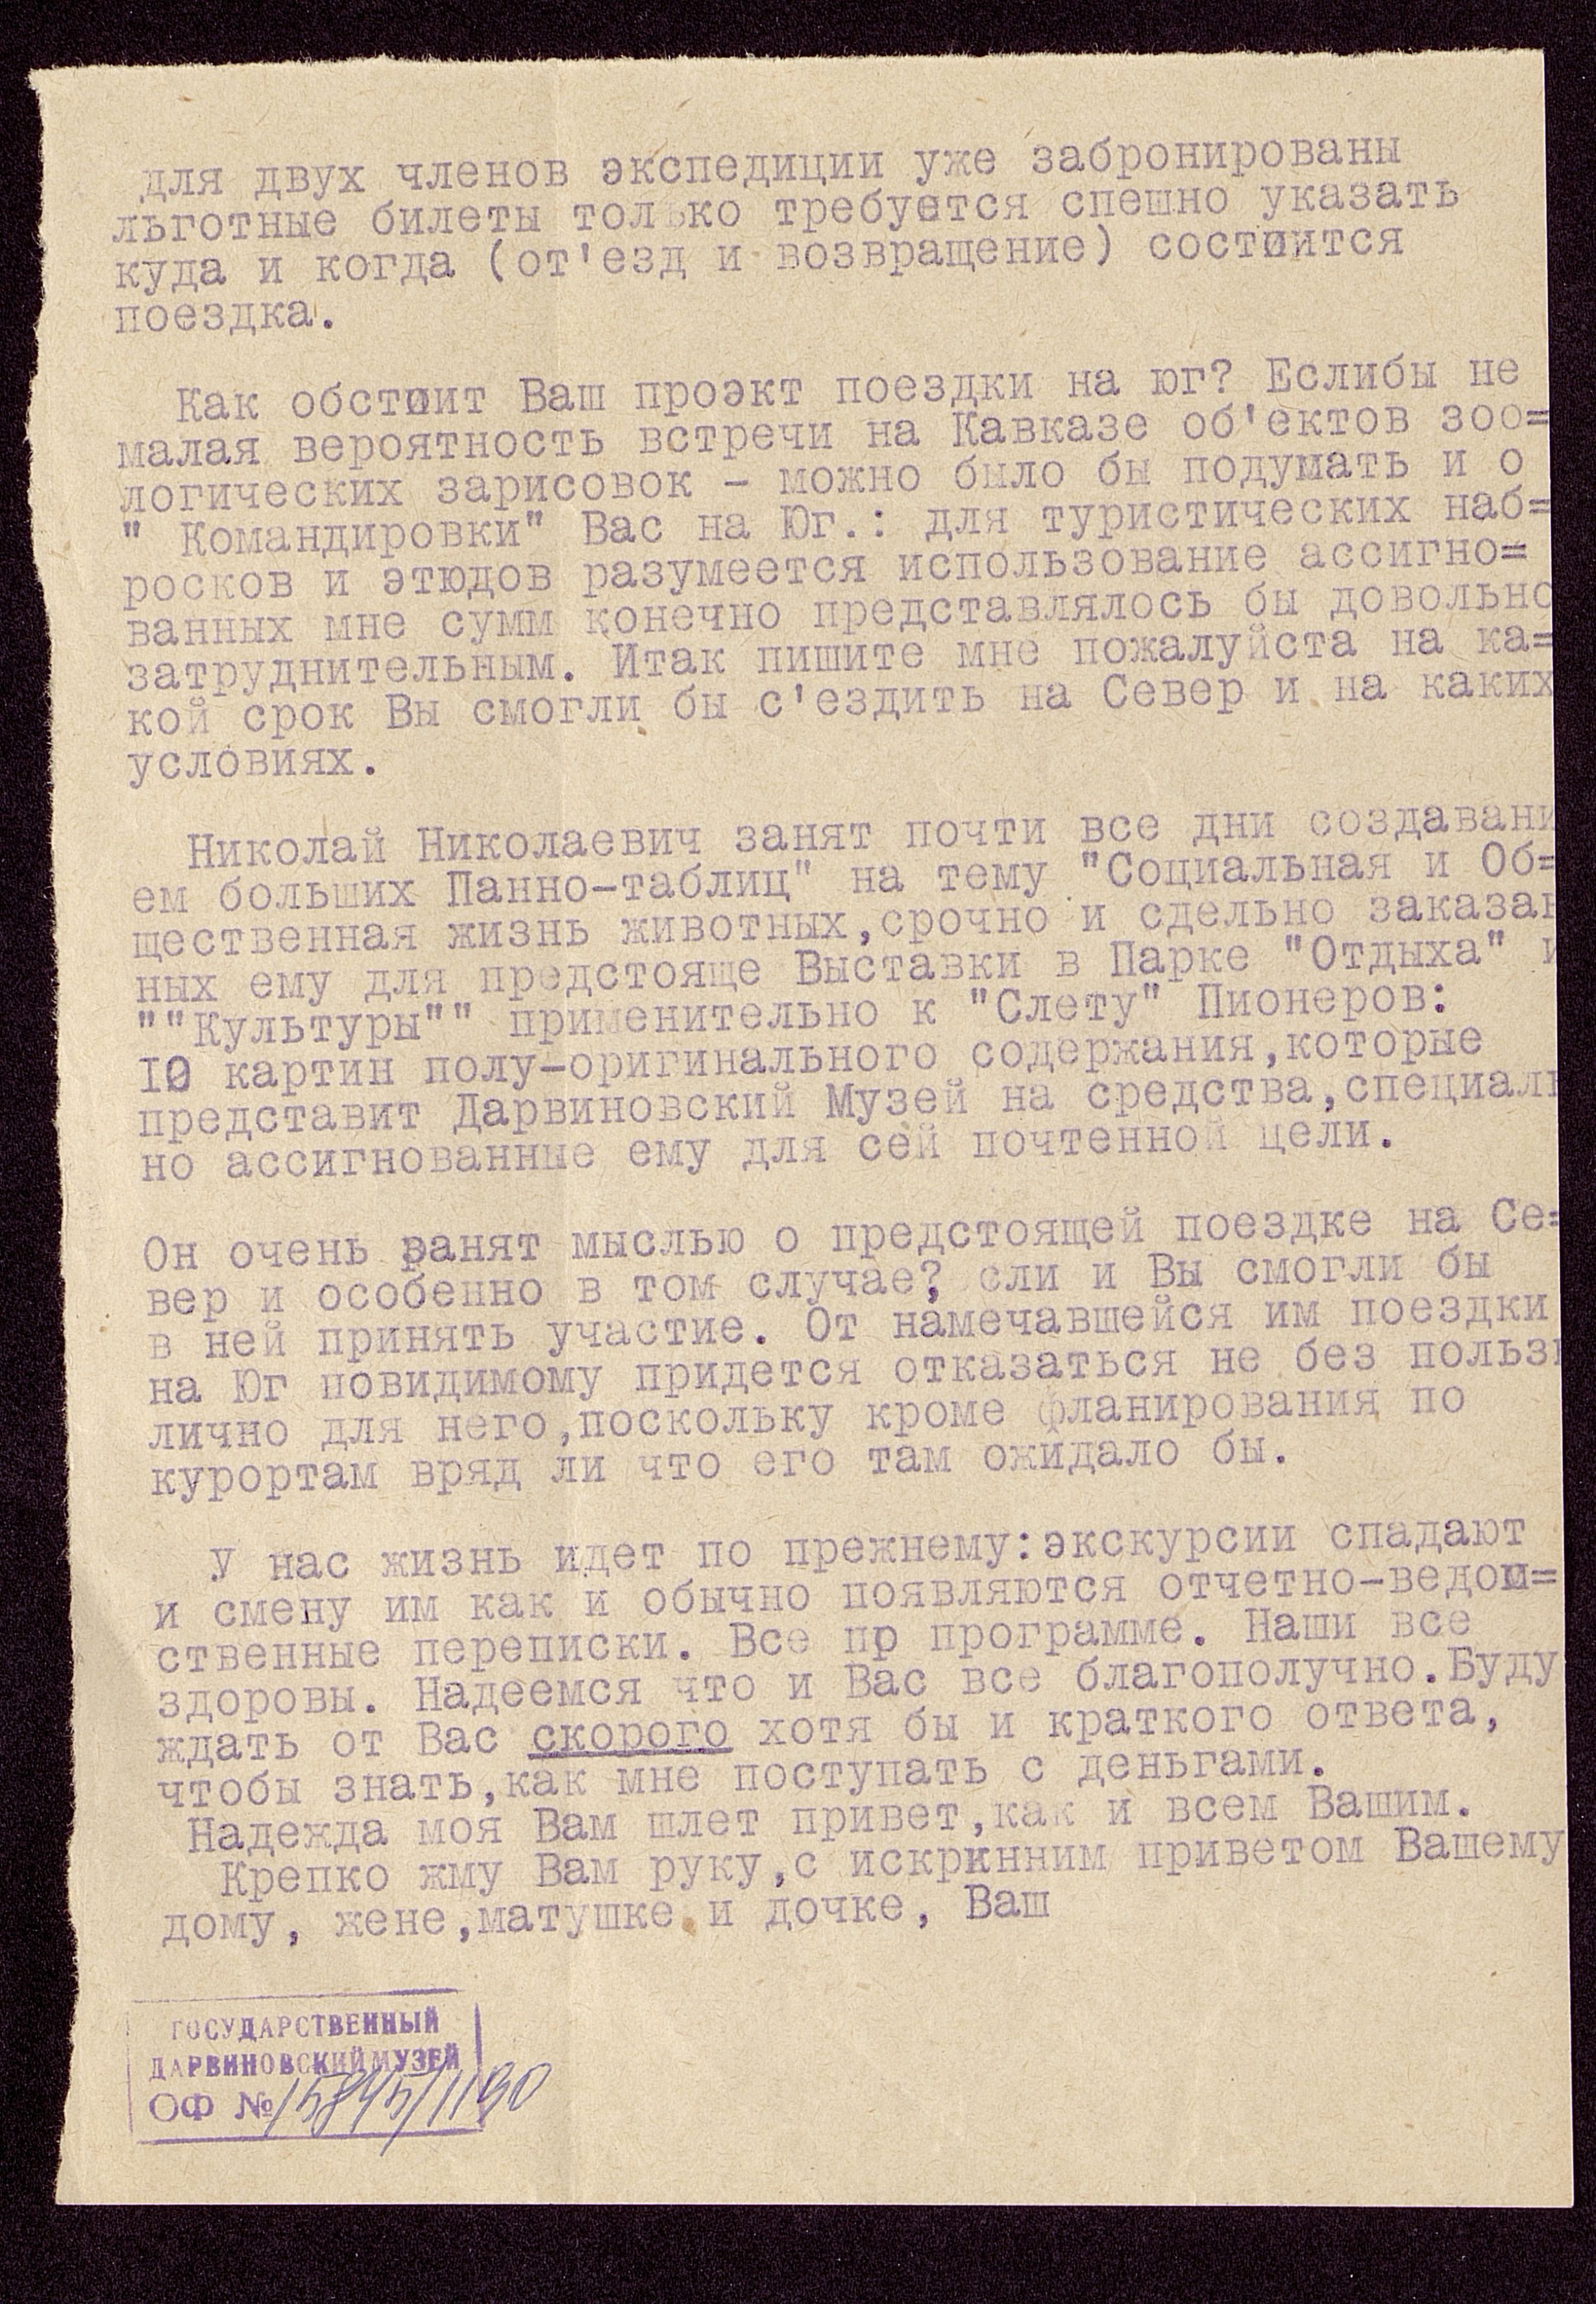 для двух членов экспедиции уже забронированы
льготные билеты только требуется спешно указать
куда и когда (от'езд и возвращение) состоится
поездка.
Как обстоит Ваш проэкт поездки на юг? Еслибы не
малая вероятность встречи на Кавказе об'ектов зоо=
логических зарисовок - можно было бы подумать и о
" Командировки" Вас на Юг.: для туристических наб=
росков и этюдов разумеется использование ассигно=
ванных мне сумм конечно представлялось бы довольно
затруднительным. Итак пишите мне пожалуйста на ка=
кой срок Вы смогли бы с'ездить на Север и на каких
условиях.
Николай Николаевич занят почти все дни создавани
ем больших Панно-таблиц" на тему "Социальная и Об=
щественная жизнь животных,срочно и сдельно заказан
ных ему для предстояще Выставки в Парке "Отдыха" и
""Культуры"" применительно к "Слету" Пионеров:
10 картин полу-оригинального содержания,которые
представит Дарвиновский Музей на средства,специаль
но ассигнованные ему для сей почтенной цели.
Он очень занят мыслью о предстоящей поездке на Се=
вер и особенно в том случае? сли и Вы смогли бы
в ней принять участие. От намечавшейся им поездки
на Юг повидимому придется отказаться не без пользы
лично для него,поскольку кроме фланирования по
курортам вряд ли что его там ожидало бы.
У нас жизнь идет по прежнему:экскурсии спадают
и смену им как и обычно появляются отчетно-ведом=
ственные переписки. Все по программе. Наши все
здоровы. Надеемся что и Вас все благополучно.Буду
ждать от Вас скорого хотя бы и краткого ответа,
чтобы знать,как мне поступать с деньгами.
Надежда моя Вам шлет привет,как и всем Вашим.
Крепко жму Вам руку,с искринним приветом Вашему
дому, жене,матушке и дочке, Ваш
ГОСУДАРСТВЕННЫЙ
ДАРВИНОВСКИЙ МУЗЕЙ
ОФ № 15845/1190